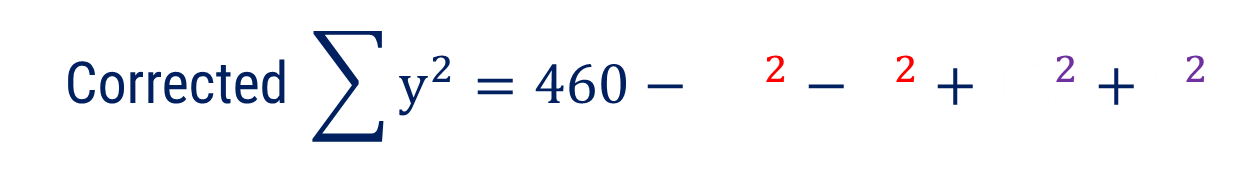 Corrected ∑ y² = 460 − ² − ² + ² + ²